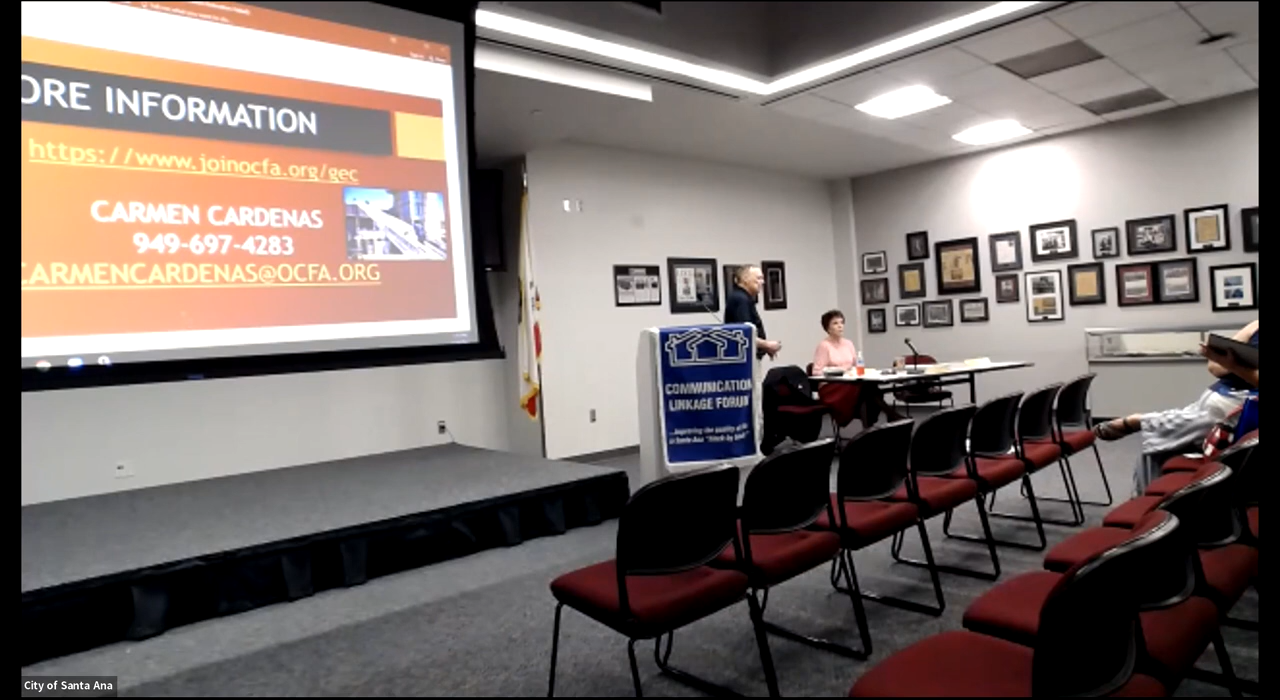 ORE INFORMATION
https://www.joinocfa.org/gec
CARMEN CARDENAS
949-697-4283
CARMENCARDENAS@OCFA.ORG
COMMUNICATION
LINKAGE FORUM
City of Santa Ana